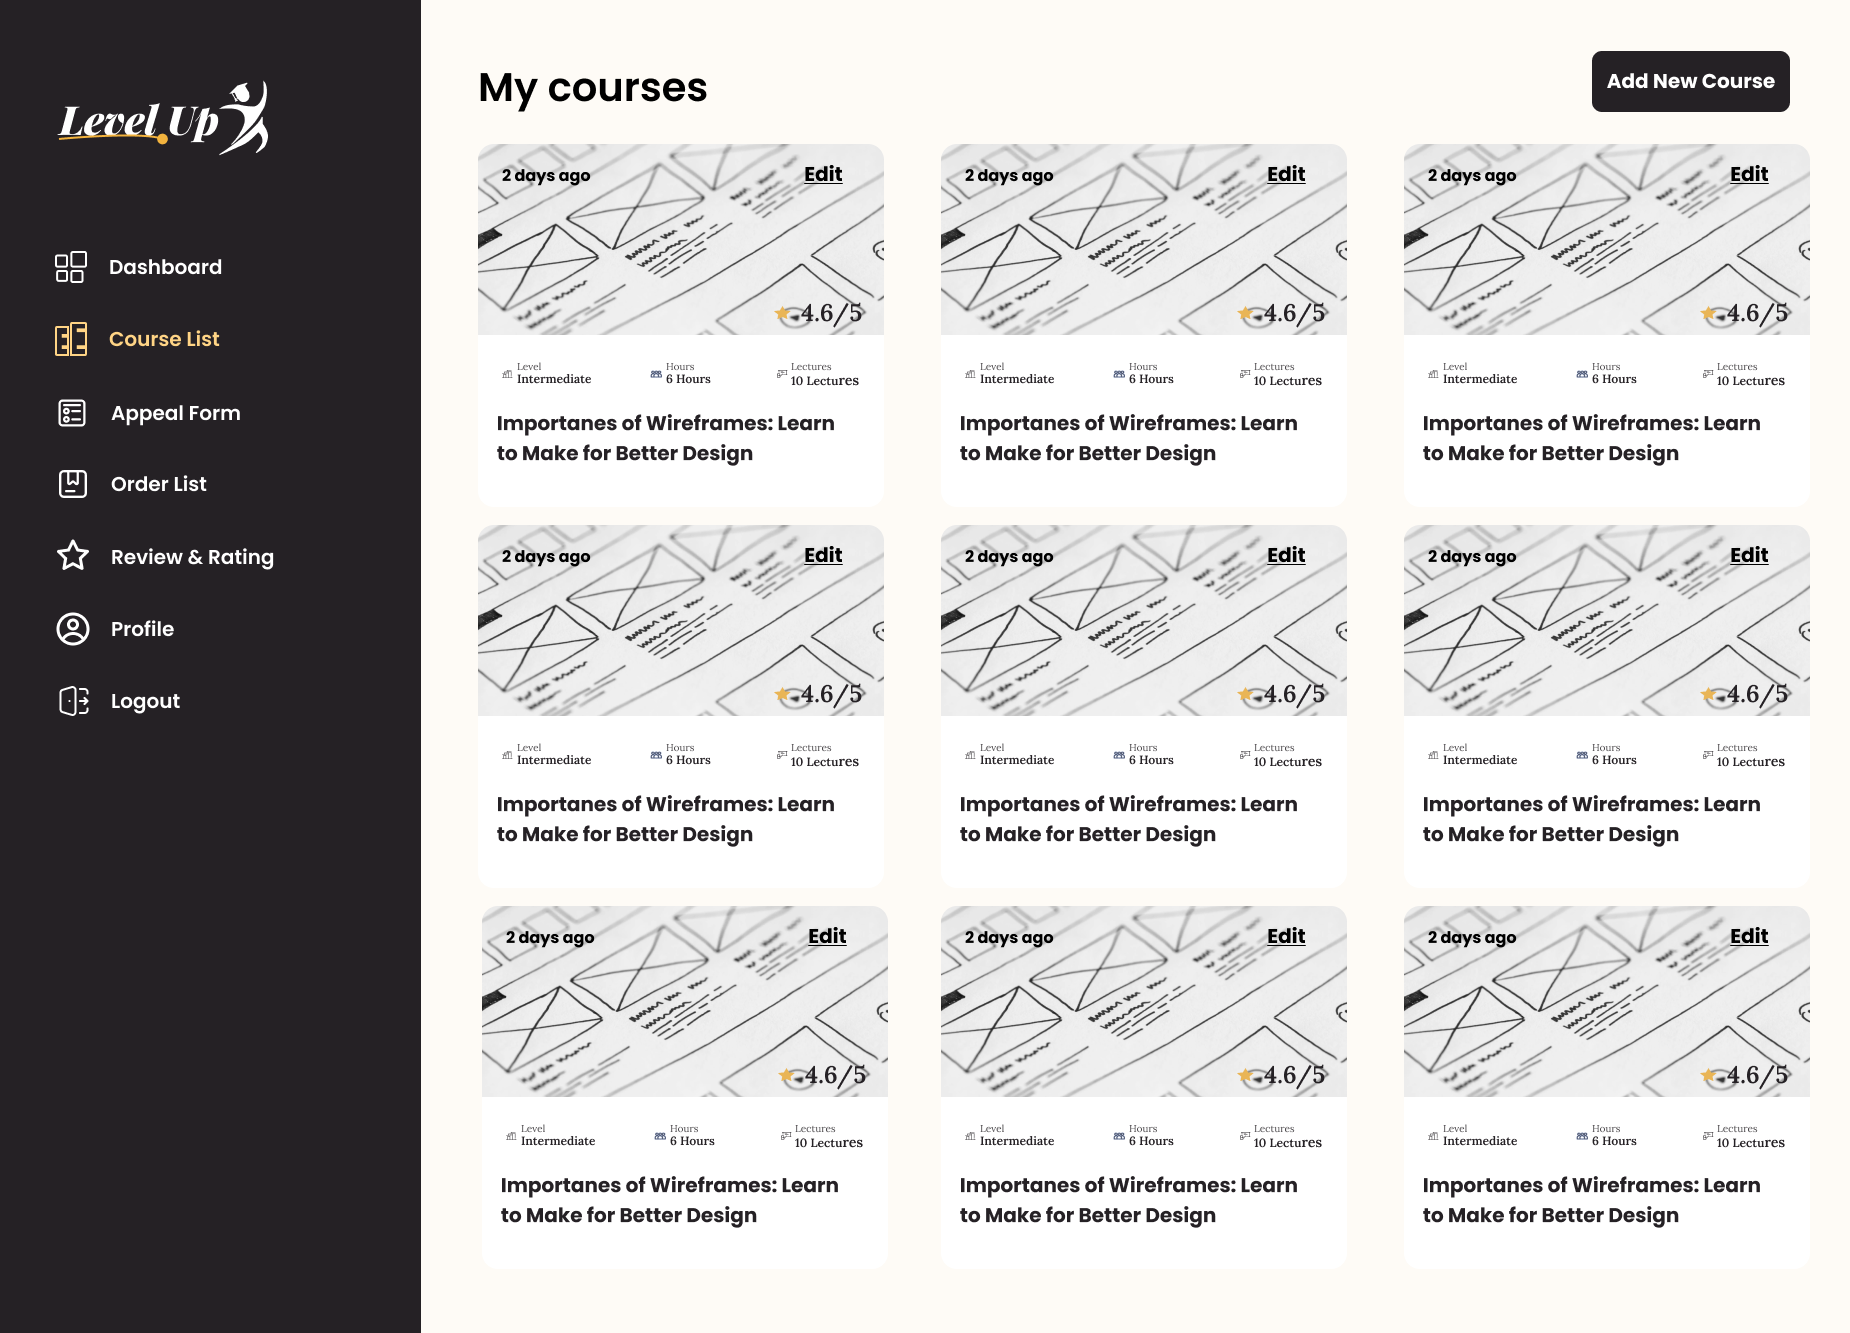 Level Up
Dashboard
Course List
Appeal Form
Order List
Review & Rating
Profile
Logout
My courses
Add New Course
2 days ago
Edit
4.6/5
Level
Intermediate
Hours
6 Hours
Lectures
10 Lectures
Importanes of Wireframes: Learn
to Make for Better Design
2 days ago
Edit
4.6/5
Level
Intermediate
Hours
6 Hours
Lectures
10 Lectures
Importanes of Wireframes: Learn
to Make for Better Design
2 days ago
Edit
4.6/5
Level
Intermediate
Hours
6 Hours
Lectures
10 Lectures
Importanes of Wireframes: Learn
to Make for Better Design
2 days ago
Edit
4.6/5
Level
Intermediate
Hours
6 Hours
Lectures
10 Lectures
Importanes of Wireframes: Learn
to Make for Better Design
2 days ago
Edit
4.6/5
Level
Intermediate
Hours
6 Hours
Lectures
10 Lectures
Importanes of Wireframes: Learn
to Make for Better Design
2 days ago
Edit
4.6/5
Level
Intermediate
Hours
6 Hours
Lectures
10 Lectures
Importanes of Wireframes: Learn
to Make for Better Design
2 days ago
Edit
4.6/5
Level
Intermediate
Hours
6 Hours
Lectures
10 Lectures
Importanes of Wireframes: Learn
to Make for Better Design
2 days ago
Edit
4.6/5
Level
Intermediate
Hours
6 Hours
Lectures
10 Lectures
Importanes of Wireframes: Learn
to Make for Better Design
2 days ago
Edit
4.6/5
Level
Intermediate
Hours
6 Hours
Lectures
10 Lectures
Importanes of Wireframes: Learn
to Make for Better Design